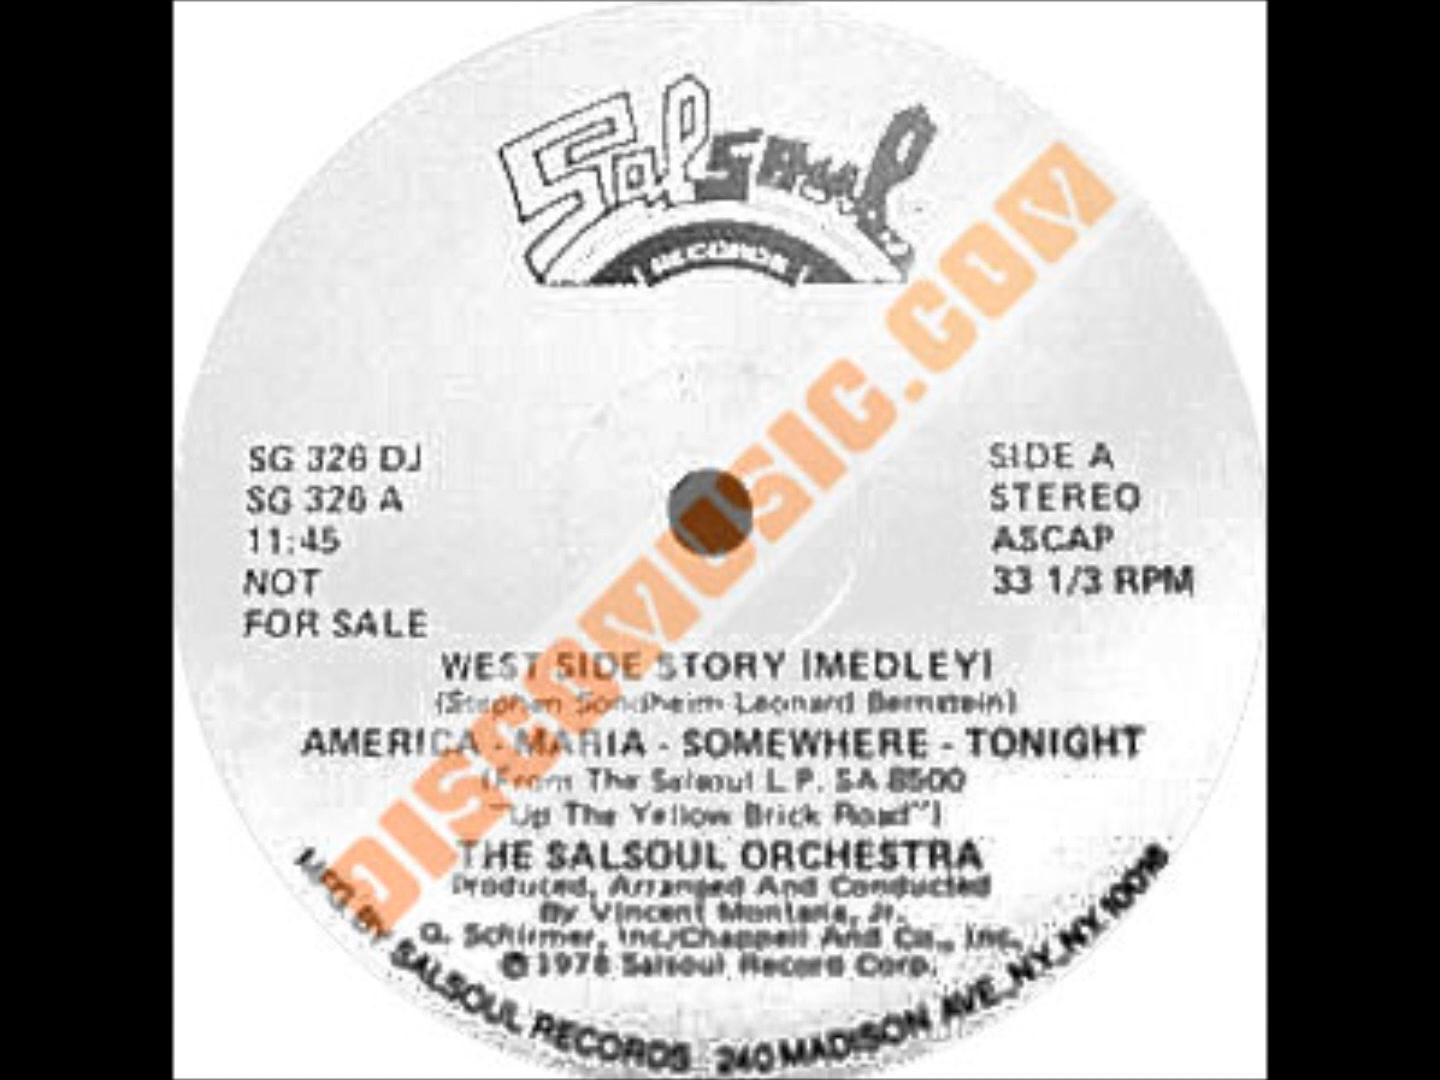 Salsoul
RECORDS
SG 326 DJ
SG 326 A
11:45
NOT
FOR SALE
SIDE A
STEREO
ASCAP
33 1/3 RPM
WEST SIDE STORY (MEDLEY)
(Stephen Sondheim-Leonard Bernstein)
AMERICA - MARIA - SOMEWHERE - TONIGHT
(From The Salsoul L.P. SA 8500
"Up The Yellow Brick Road")
THE SALSOUL ORCHESTRA
Produced, Arranged And Conducted
By Vincent Montana, Jr.
G. Schirmer, Inc/Chappell And Co., Inc.
© 1978 Salsoul Record Corp.
MFG. BY SALSOUL RECORDS 240 MADISON AVE., NY, NY 10016
DISCOMUSIC.COM